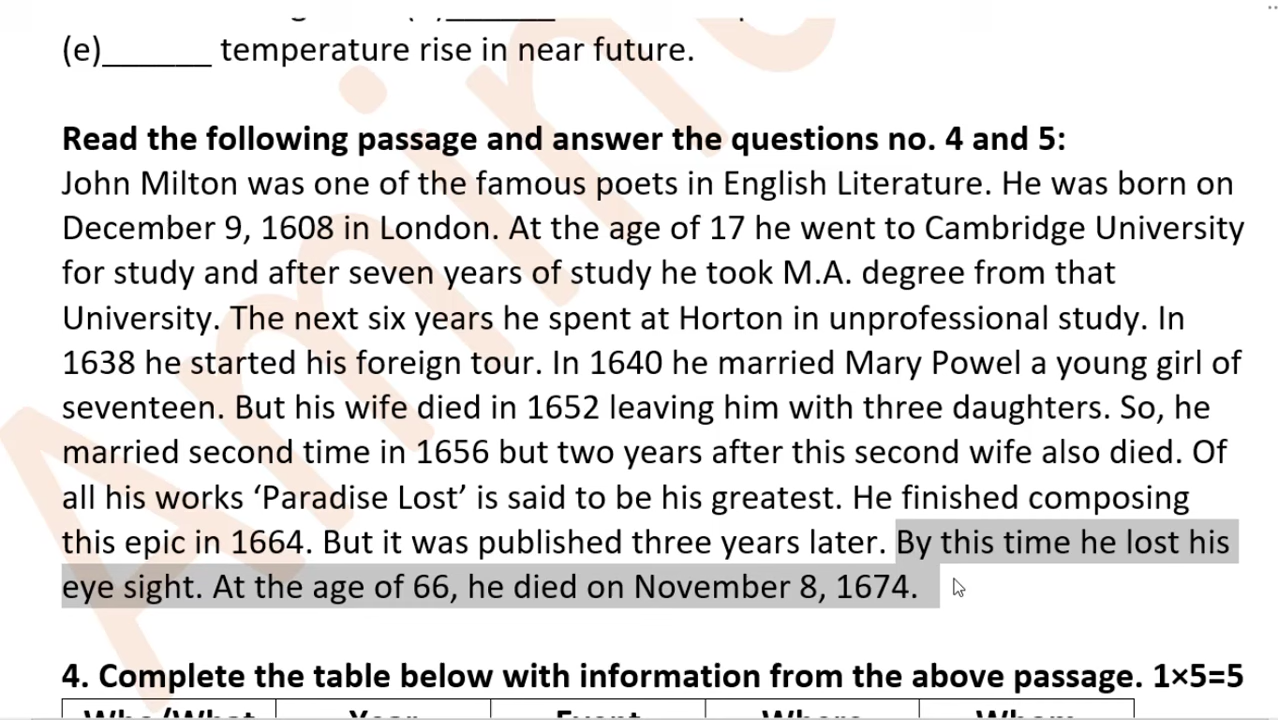 (e)______ temperature rise in near future.
Read the following passage and answer the questions no. 4 and 5:
John Milton was one of the famous poets in English Literature. He was born on
December 9, 1608 in London. At the age of 17 he went to Cambridge University
for study and after seven years of study he took M.A. degree from that
University. The next six years he spent at Horton in unprofessional study. In
1638 he started his foreign tour. In 1640 he married Mary Powel a young girl of
seventeen. But his wife died in 1652 leaving him with three daughters. So, he
married second time in 1656 but two years after this second wife also died. Of
all his works ‘Paradise Lost’ is said to be his greatest. He finished composing
this epic in 1664. But it was published three years later. By this time he lost his
eye sight. At the age of 66, he died on November 8, 1674.
4. Complete the table below with information from the above passage. 1×5=5
Who/What Year Event Where Whom